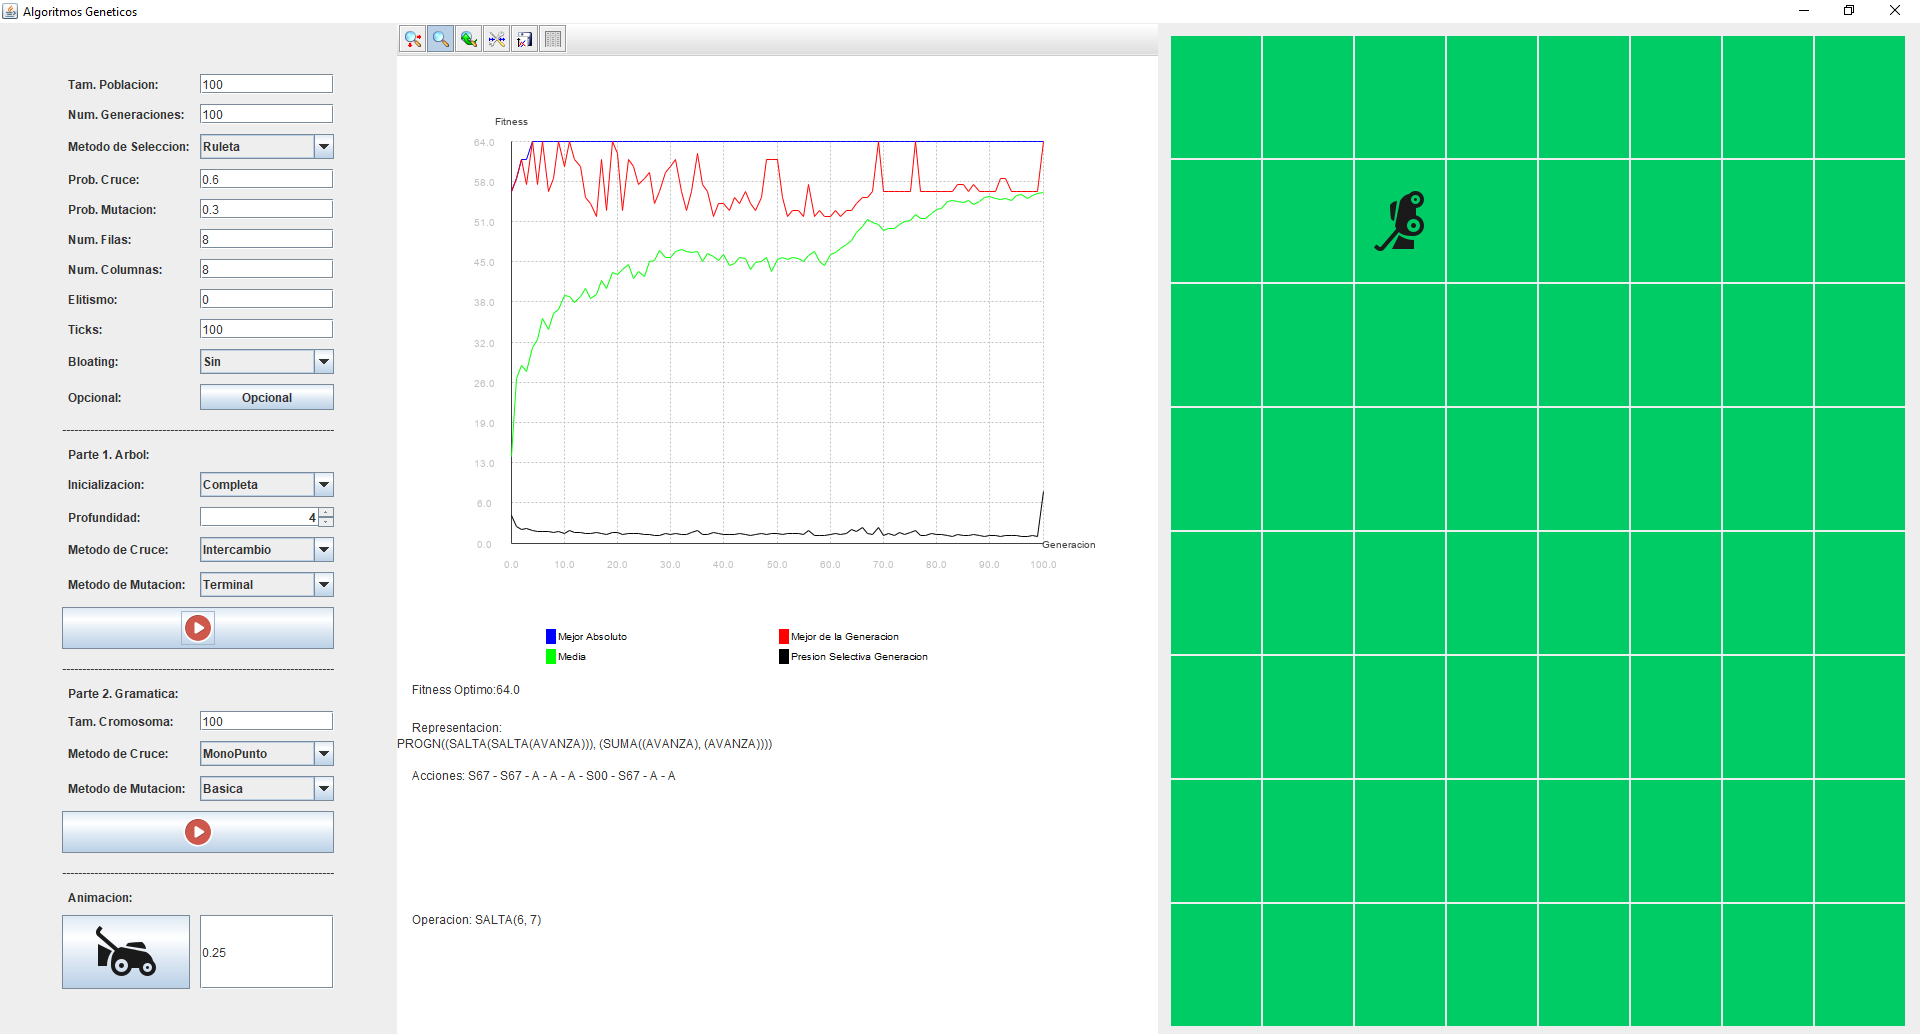 Algoritmos Geneticos
Tam. Poblacion: 100
Num. Generaciones: 100
Metodo de Seleccion: Ruleta
Prob. Cruce: 0.6
Prob. Mutacion: 0.3
Num. Filas: 8
Num. Columnas: 8
Elitismo: 0
Ticks: 100
Bloating: Sin
Opcional: Opcional
Parte 1. Arbol:
Inicializacion: Completa
Profundidad: 4
Metodo de Cruce: Intercambio
Metodo de Mutacion: Terminal
Parte 2. Gramatica:
Tam. Cromosoma: 100
Metodo de Cruce: MonoPunto
Metodo de Mutacion: Basica
Animacion:
0.25
Fitness
64.0
58.0
51.0
45.0
38.0
32.0
26.0
19.0
13.0
6.0
0.0
Generacion
0.0 10.0 20.0 30.0 40.0 50.0 60.0 70.0 80.0 90.0 100.0
Mejor Absoluto Mejor de la Generacion
Media Presion Selectiva Generacion
Fitness Optimo:64.0
Representacion:
PROGN((SALTA(SALTA(AVANZA))), (SUMA((AVANZA), (AVANZA))))
Acciones: S67 - S67 - A - A - A - S00 - S67 - A - A
Operacion: SALTA(6, 7)